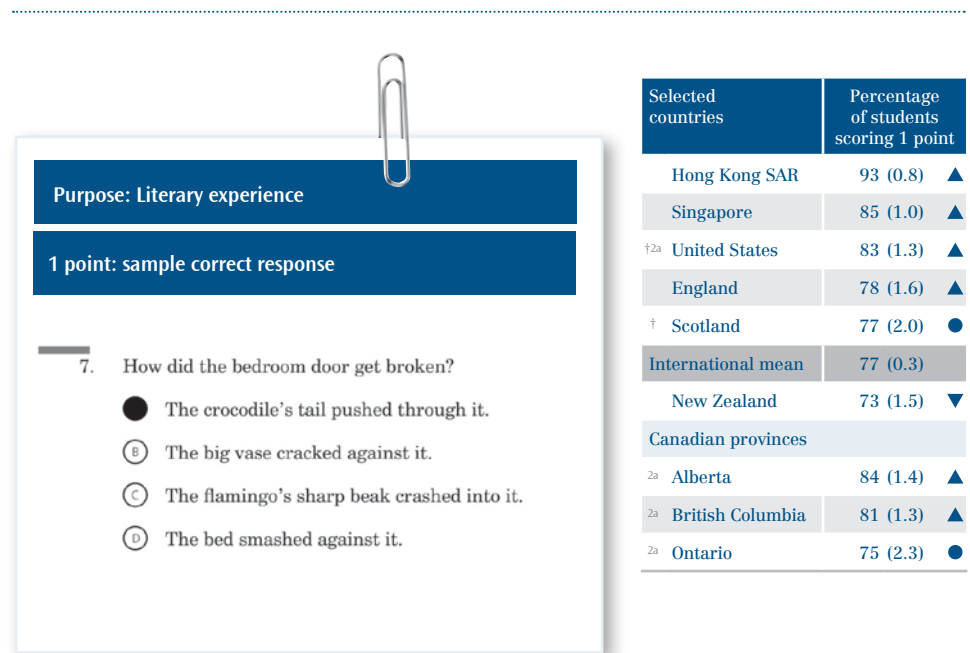 Purpose: Literary experience
1 point: sample correct response
7. How did the bedroom door get broken?
The crocodile's tail pushed through it.
B The big vase cracked against it.
C The flamingo's sharp beak crashed into it.
D The bed smashed against it.
Selected countries
Percentage of students scoring 1 point
Hong Kong SAR 93 (0.8) ▲
Singapore 85 (1.0) ▲
†2a United States 83 (1.3) ▲
England 78 (1.6) ▲
† Scotland 77 (2.0) ●
International mean 77 (0.3)
New Zealand 73 (1.5) ▼
Canadian provinces
2a Alberta 84 (1.4) ▲
2a British Columbia 81 (1.3) ▲
2a Ontario 75 (2.3) ●